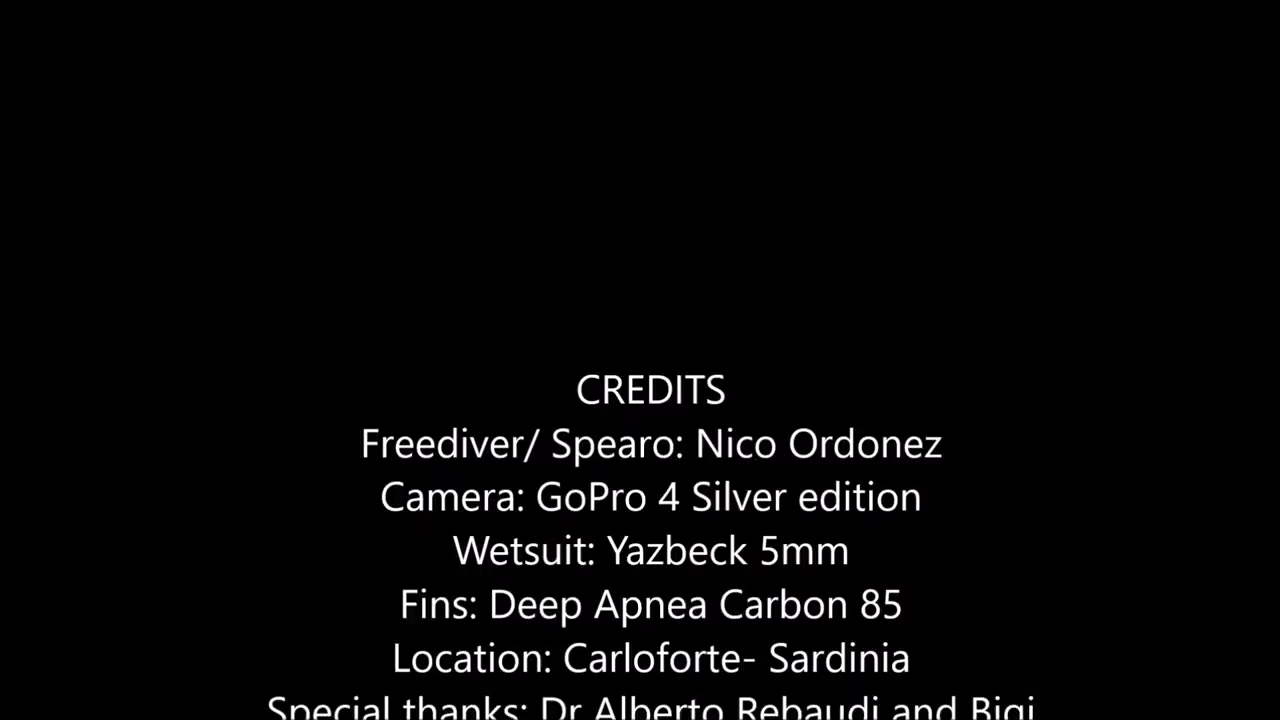 CREDITS
Freediver/ Spearo: Nico Ordonez
Camera: GoPro 4 Silver edition
Wetsuit: Yazbeck 5mm
Fins: Deep Apnea Carbon 85
Location: Carloforte- Sardinia
Special thanks: Dr Alberto Rebaudi and